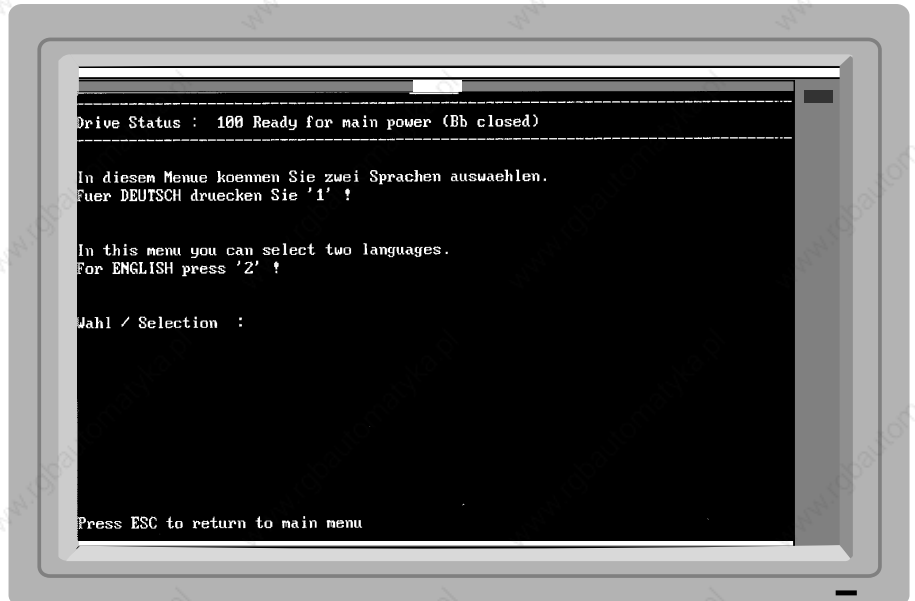 Drive Status : 100 Ready for main power (Bb closed)
In diesem Menue koennen Sie zwei Sprachen auswaehlen.
Fuer DEUTSCH druecken Sie '1' !
In this menu you can select two languages.
For ENGLISH press '2' !
Wahl / Selection :
Press ESC to return to main menu